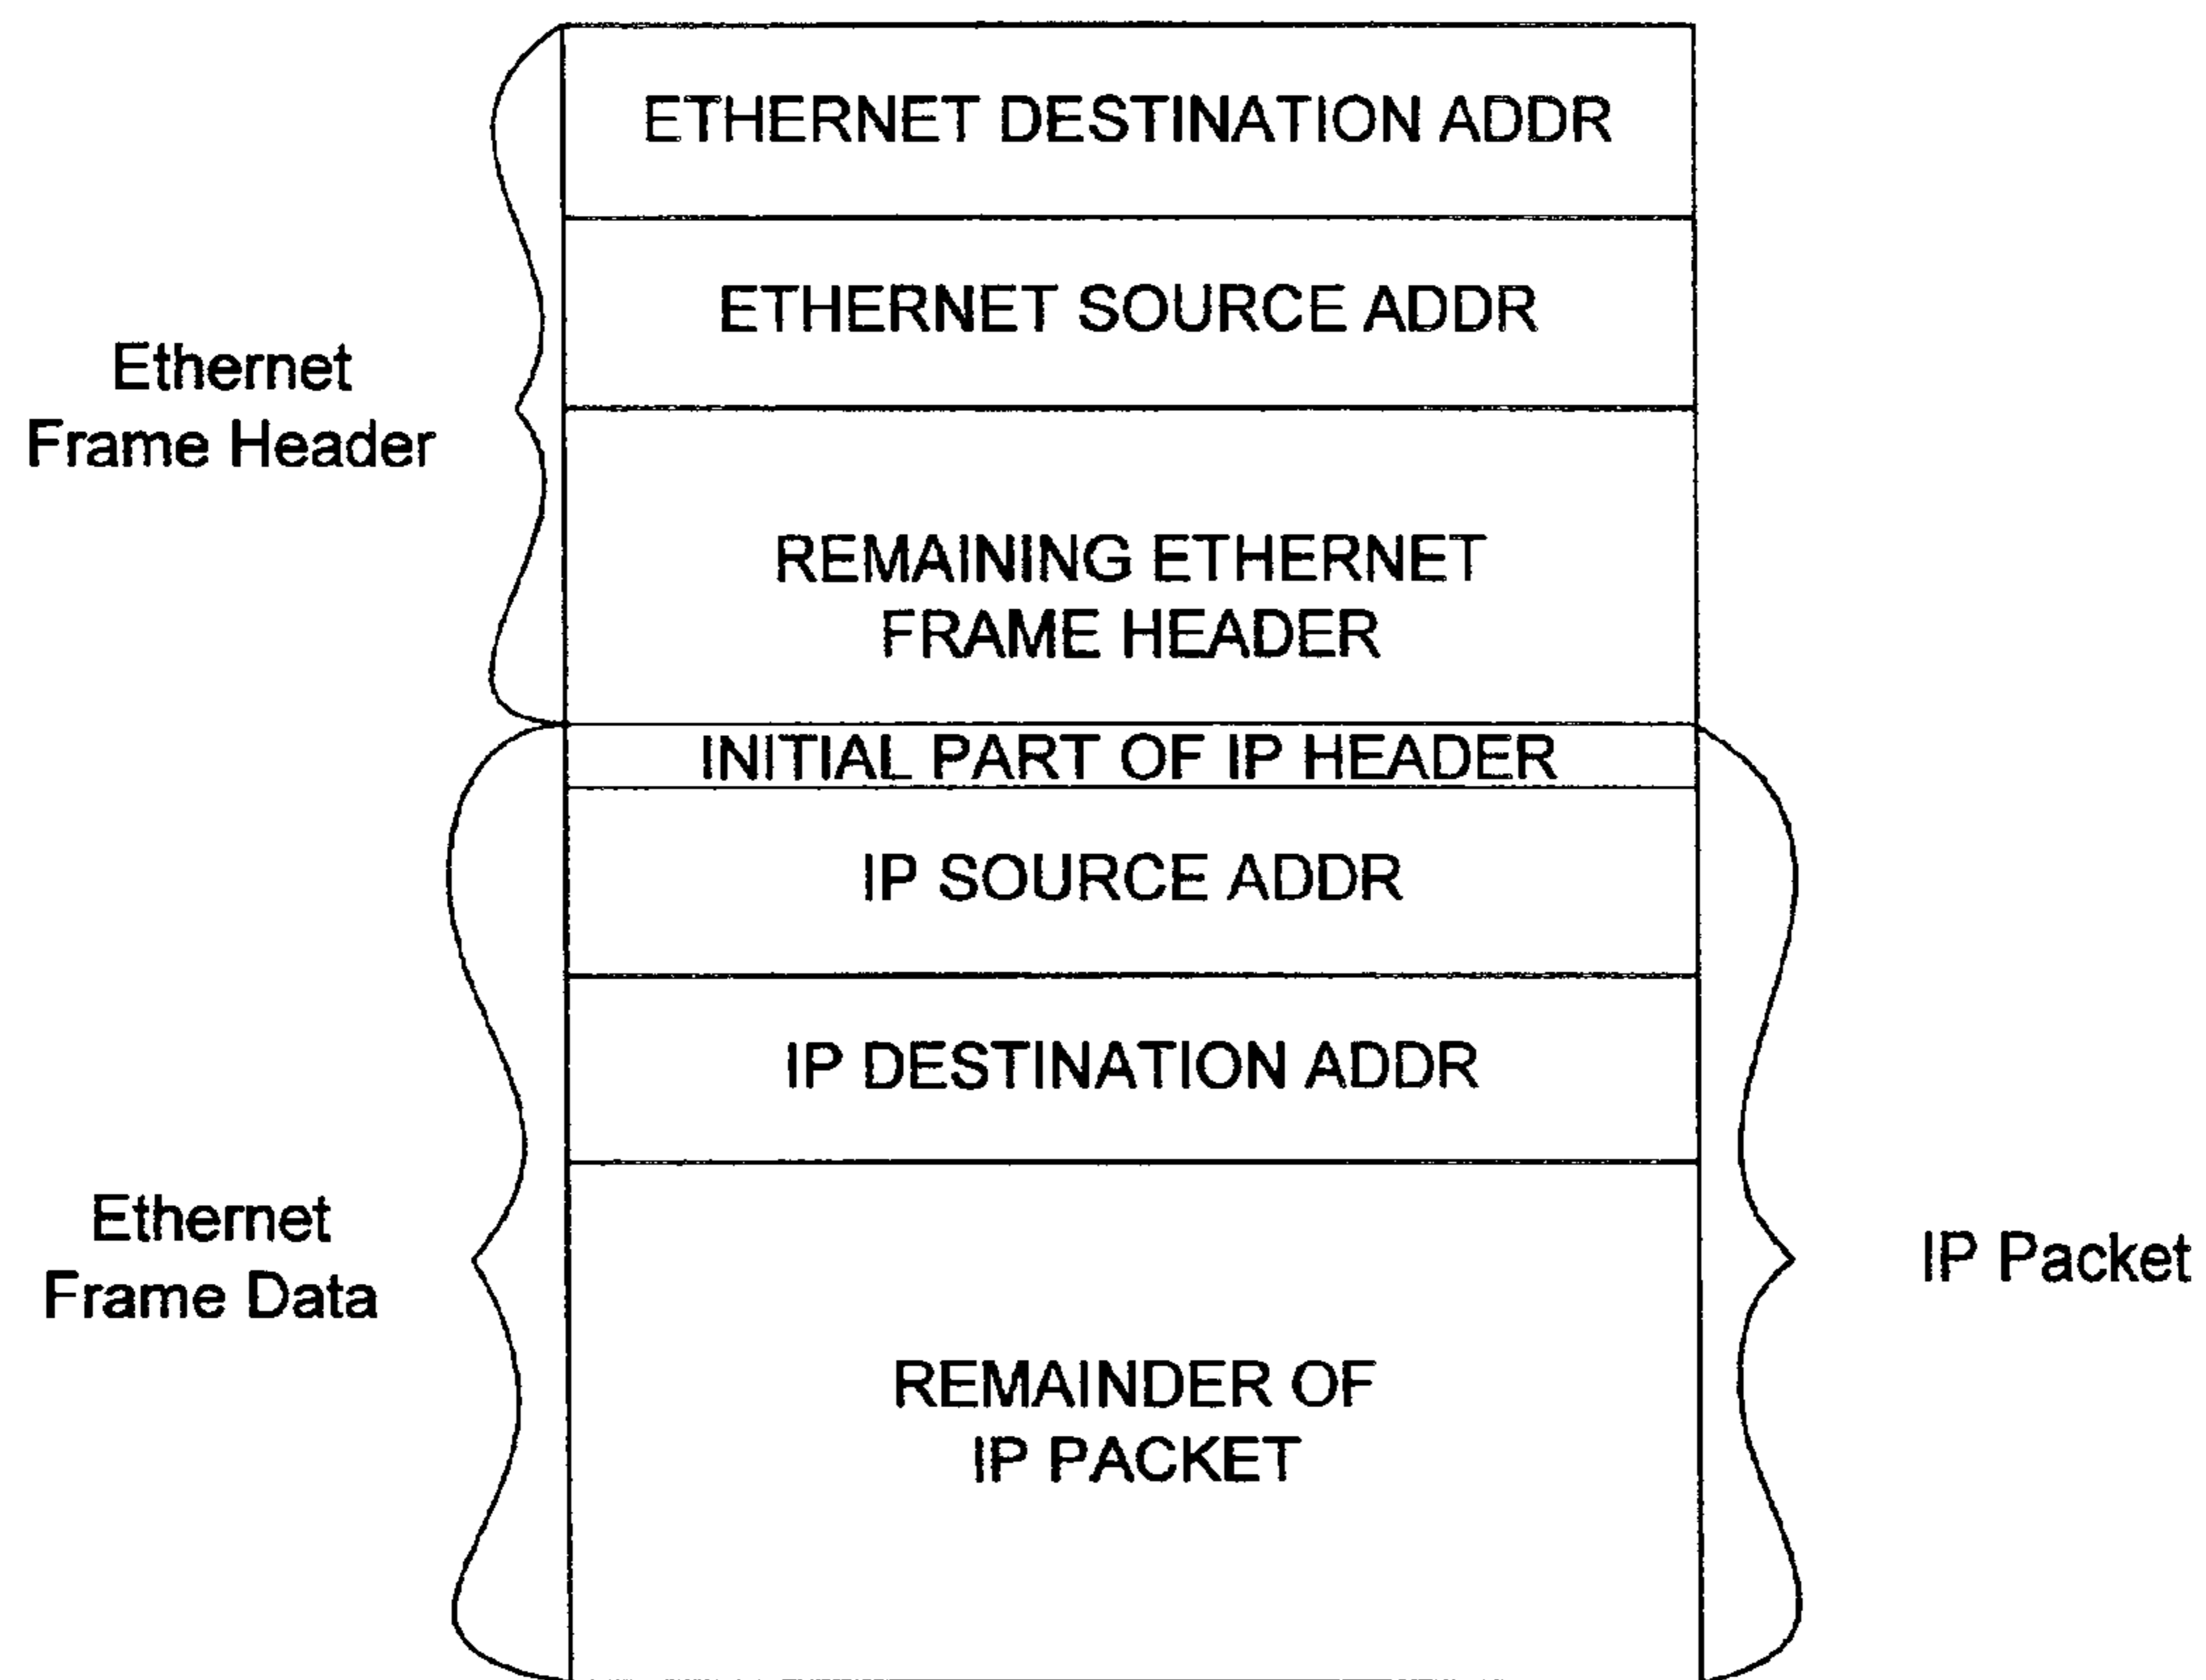 ETHERNET DESTINATION ADDR
ETHERNET SOURCE ADDR
Ethernet
Frame Header
REMAINING ETHERNET
FRAME HEADER
INITIAL PART OF IP HEADER
IP SOURCE ADDR
IP DESTINATION ADDR
Ethernet
Frame Data
IP Packet
REMAINDER OF
IP PACKET